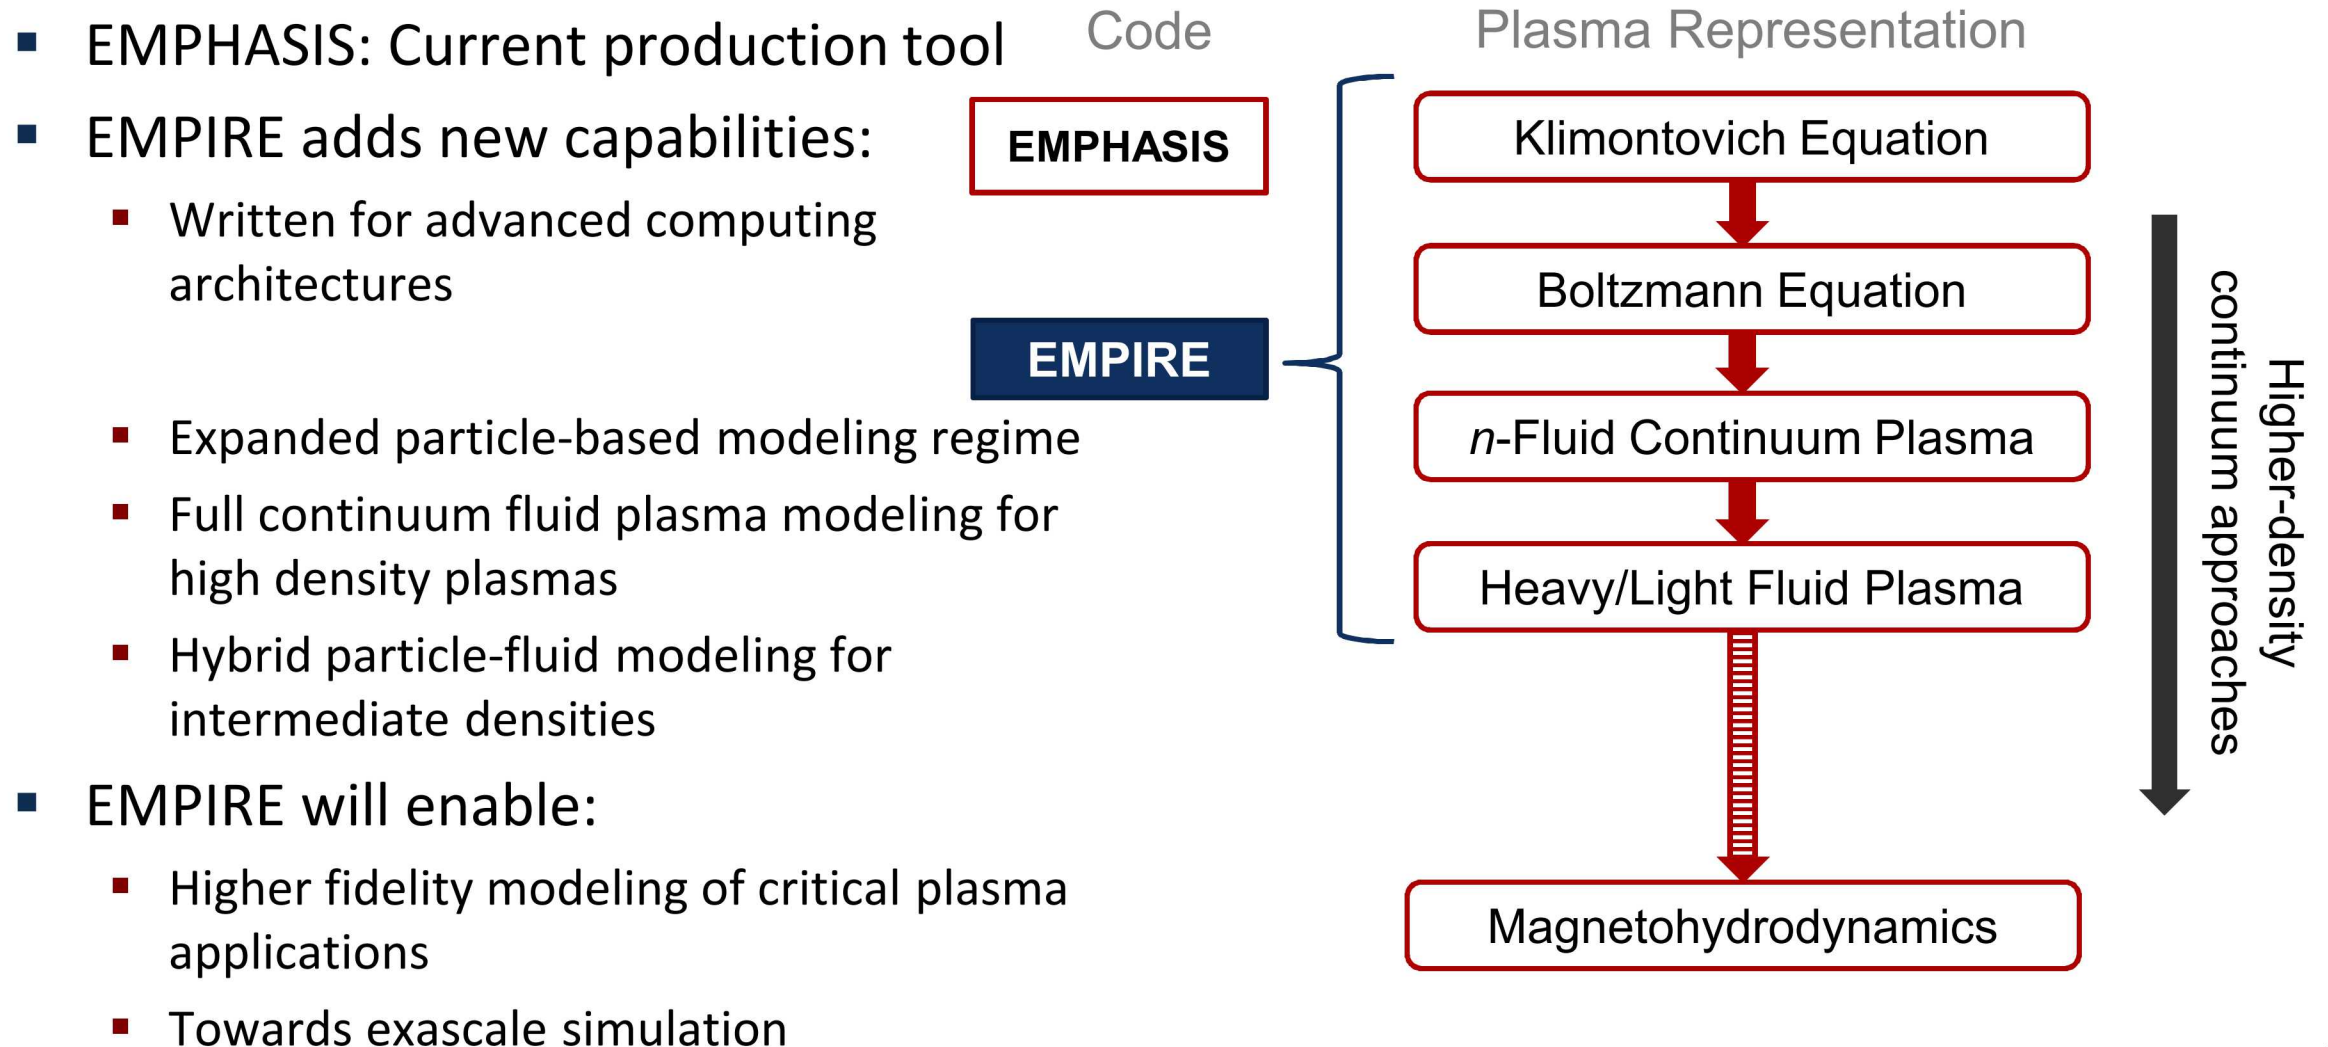 EMPHASIS: Current production tool
EMPIRE adds new capabilities:
Written for advanced computing
architectures
Expanded particle-based modeling regime
Full continuum fluid plasma modeling for
high density plasmas
Hybrid particle-fluid modeling for
intermediate densities
EMPIRE will enable:
Higher fidelity modeling of critical plasma
applications
Towards exascale simulation
Code
EMPHASIS
EMPIRE
Plasma Representation
Klimontovich Equation
Boltzmann Equation
n-Fluid Continuum Plasma
Heavy/Light Fluid Plasma
Magnetohydrodynamics
Higher-density
continuum approaches